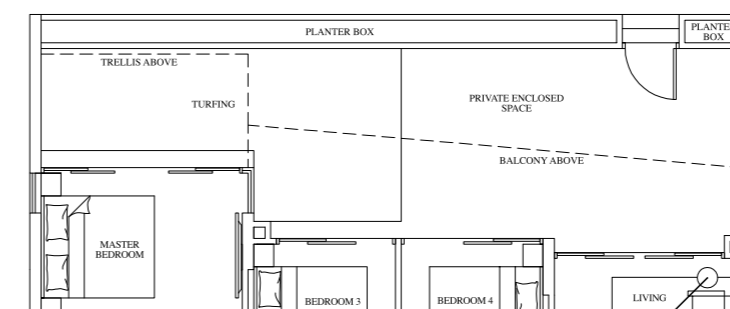 PLANTER BOX
PLANTE
BOX
TRELLIS ABOVE
TURFING
PRIVATE ENCLOSED
SPACE
BALCONY ABOVE
MASTER
BEDROOM
BEDROOM 3
BEDROOM 4
LIVING